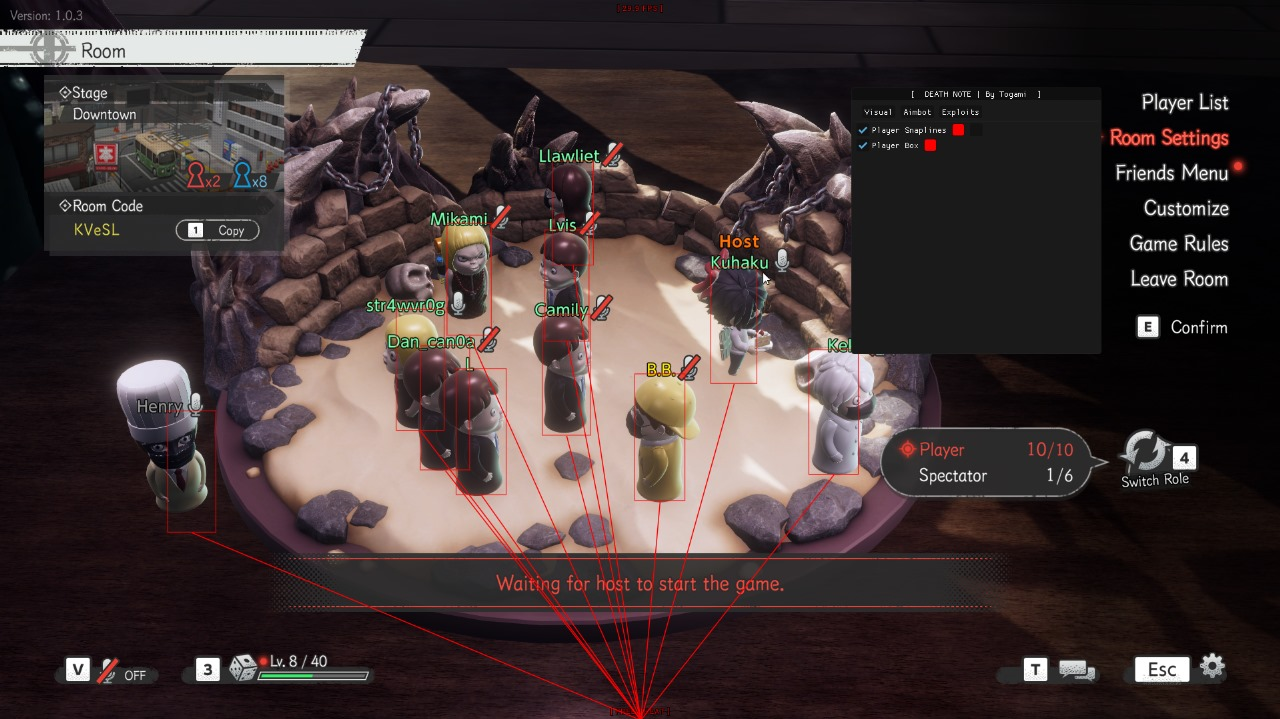 Version: 1.0.3
Room
Stage
Downtown
x2 x8
Room Code
KVeSL
1 Copy
[ DEATH NOTE | By Togami ]
Visual Aimbot Exploits
Player Snaplines
Player Box
Player List
Room Settings
Friends Menu
Customize
Game Rules
Leave Room
E Confirm
Llawliet
Mikami
Lvis
Host
Kuhaku
str4wvr0g
Camily
Dan_can0a
L
B.B.
Kel
Henry
Player 10/10
Spectator 1/6
4
Switch Role
Waiting for host to start the game.
V OFF
3 Lv. 8 / 40
T
Esc